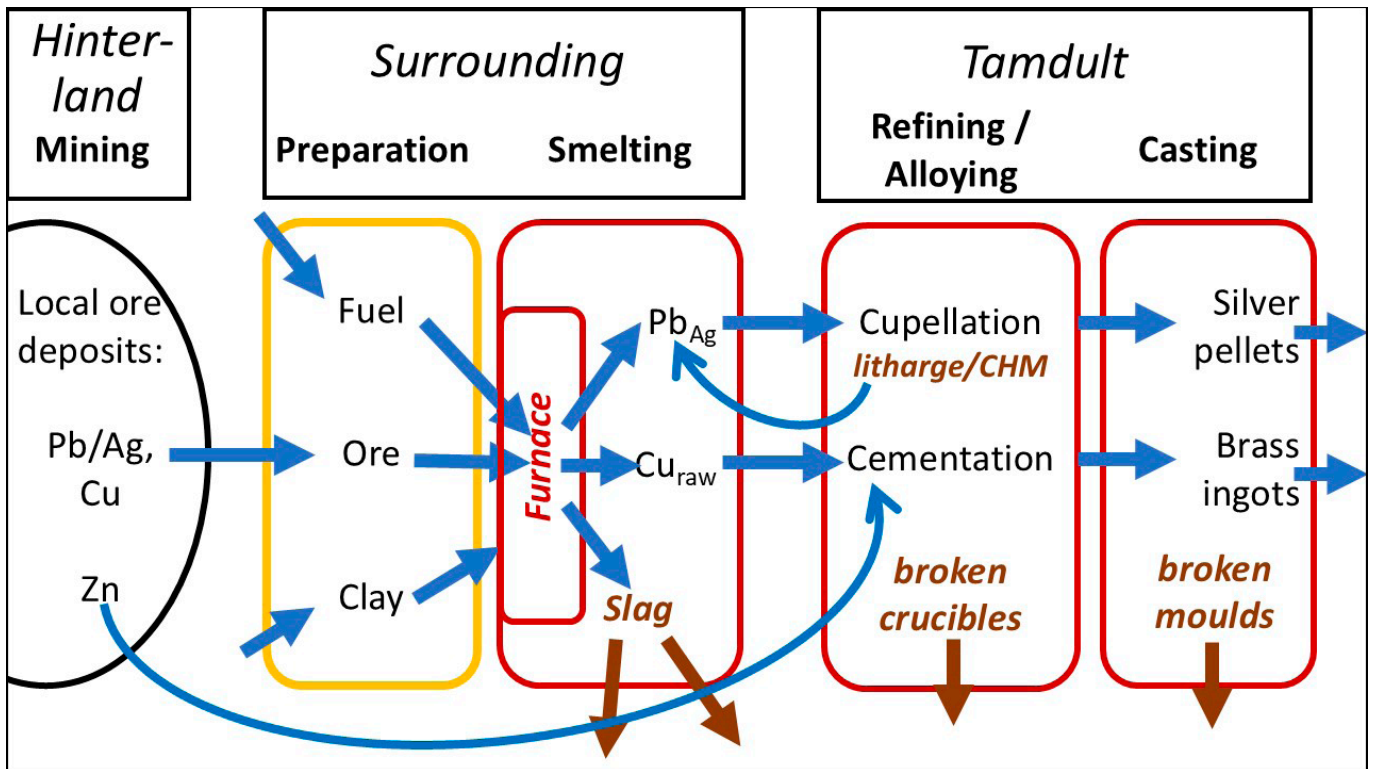 Hinter-
land
Mining
Surrounding
Preparation
Smelting
Tamdult
Refining /
Alloying
Casting
Local ore
deposits:
Pb/Ag,
Cu
Zn
Fuel
Ore
Clay
Furnace
PbAg
Curaw
Slag
Cupellation
litharge/CHM
Cementation
broken
crucibles
Silver
pellets
Brass
ingots
broken
moulds